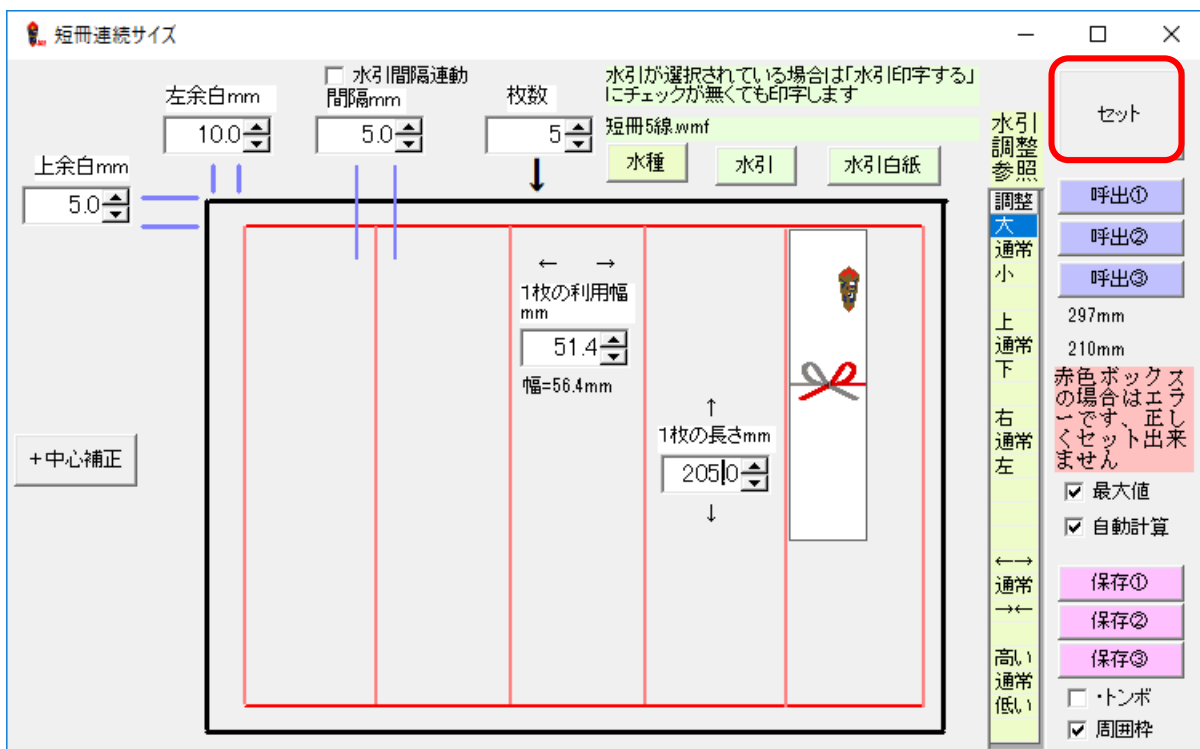 短冊連続サイズ
水引間隔連動
左余白mm
間隔mm
枚数
水引が選択されている場合は「水引印字する」
にチェックが無くても印字します
10.0
5.0
5
短冊5線.wmf
上余白mm
5.0
水種
水引
水引白紙
水引
調整
参照
セット
調整
大
通常
小
上
通常
下
右
通常
左
←→
通常
→←
高い
通常
低い
呼出①
呼出②
呼出③
297mm
210mm
赤色ボックス
の場合はエラ
ーです、正し
くセット出来
ません
最大値
自動計算
保存①
保存②
保存③
・トンボ
周囲枠
← →
1枚の利用幅
mm
51.4
幅=56.4mm
↑
1枚の長さmm
205.0
↓
+中心補正